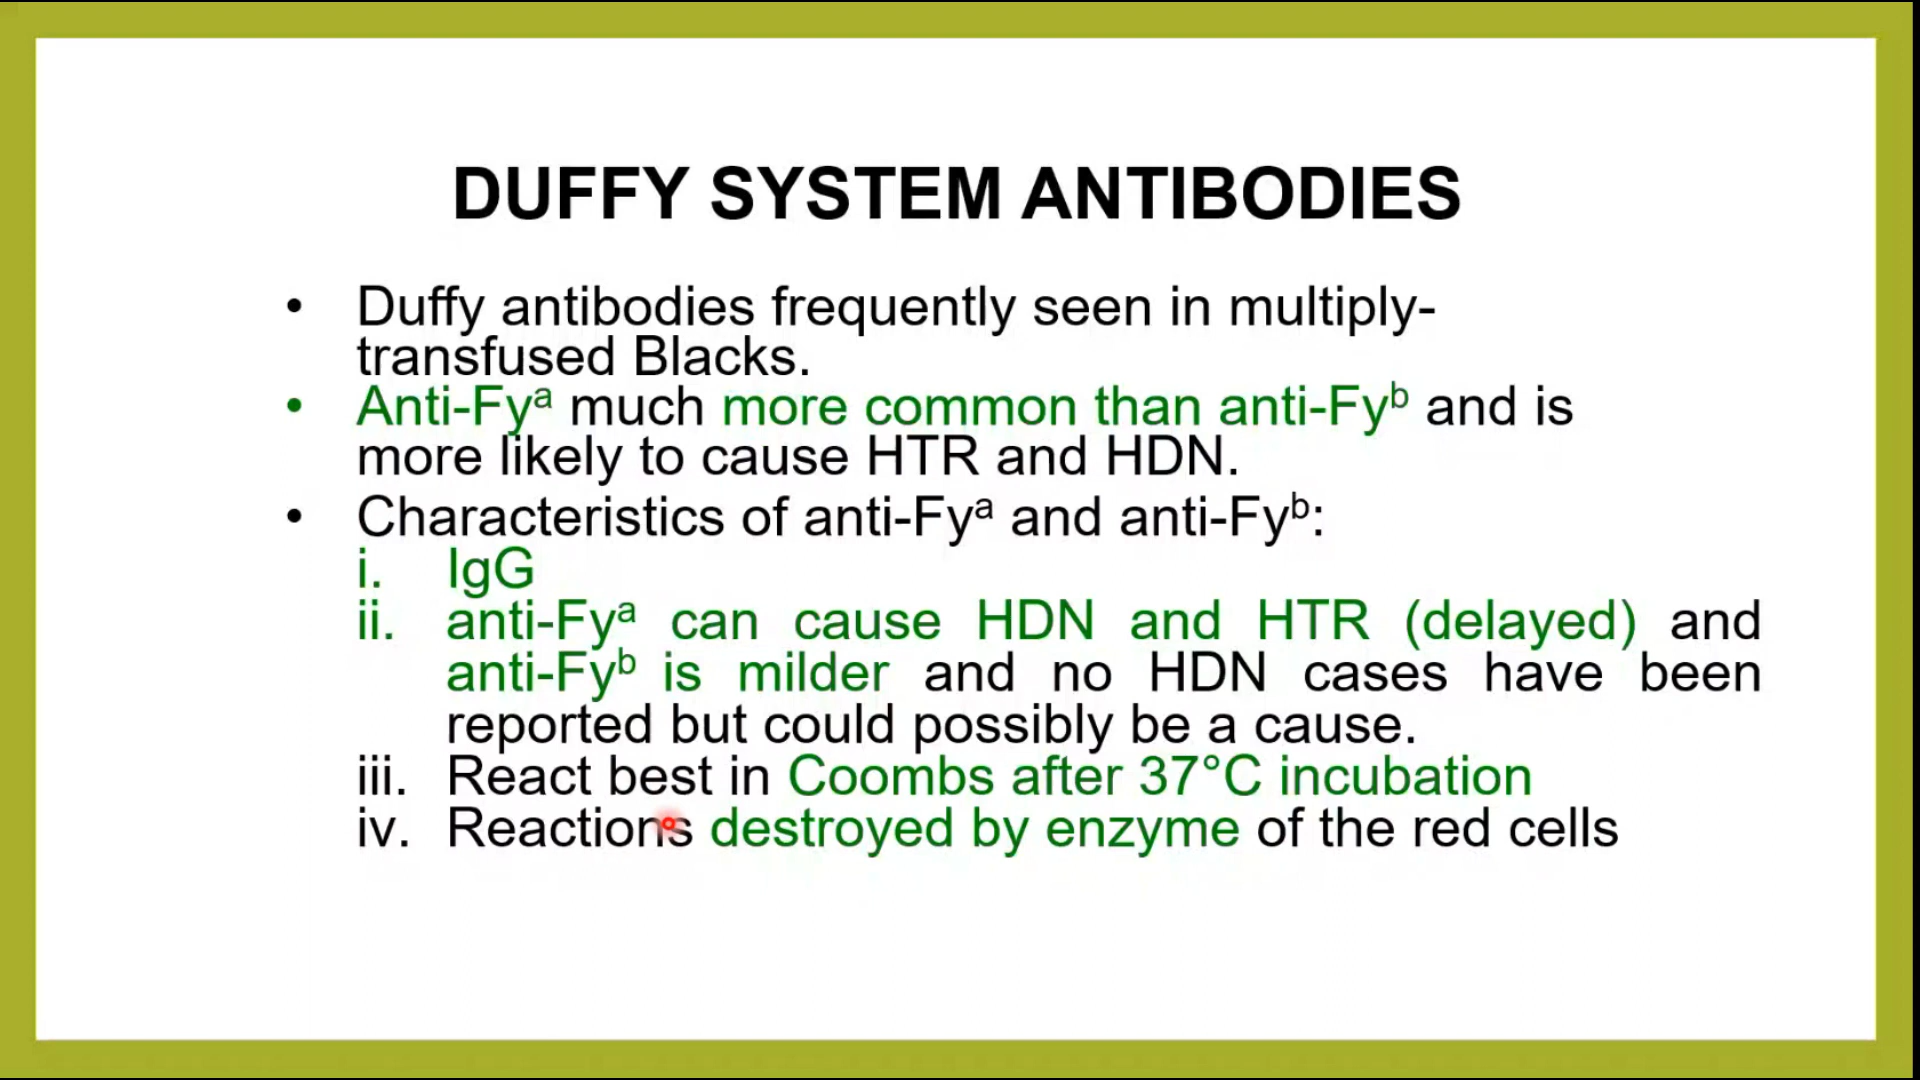 DUFFY SYSTEM ANTIBODIES
• Duffy antibodies frequently seen in multiply-
transfused Blacks.
• Anti-Fyᵃ much more common than anti-Fyᵇ and is
more likely to cause HTR and HDN.
• Characteristics of anti-Fyᵃ and anti-Fyᵇ:
i. IgG
ii. anti-Fyᵃ can cause HDN and HTR (delayed) and
anti-Fyᵇ is milder and no HDN cases have been
reported but could possibly be a cause.
iii. React best in Coombs after 37°C incubation
iv. Reactions destroyed by enzyme of the red cells